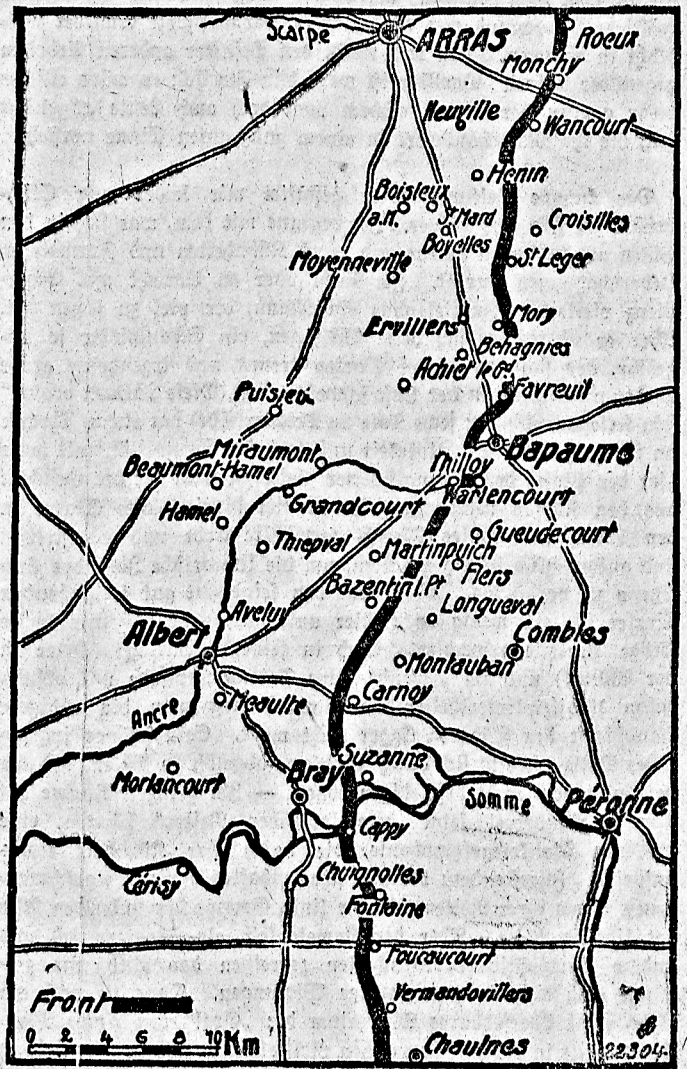 Scarpe
ARRAS
Roeux
Monchy
Neuville
Wancourt
Henin
Boisleux
a.M.
St Mard
Croisilles
Boyelles
St Leger
Moyenneville
Ervillers
Mory
Behagnies
Achiet le Gd.
Favreuil
Puisieux
Bapaume
Miraumont
Thilloy
Beaumont-Hamel
Warlencourt
Grandcourt
Hamel
Gueudecourt
Thiepval
Martinpuich
Flers
Bazentin l. Pt
Longueval
Aveluy
Albert
Combles
Montauban
Meaulte
Carnoy
Ancre
Morlancourt
Suzanne
Bray
Somme
Péronne
Cappy
Cérisy
Chuignolles
Fontaine
Foucaucourt
Front
Vermandovillers
0 2 4 6 8 10 Km
Chaulnes
22304